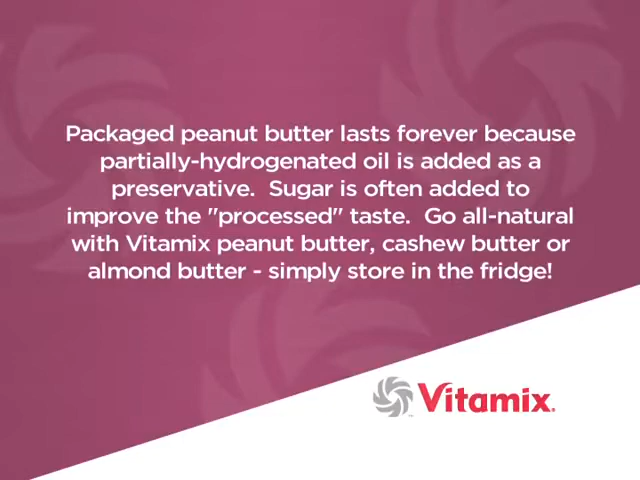 Packaged peanut butter lasts forever because
partially-hydrogenated oil is added as a
preservative.  Sugar is often added to
improve the "processed" taste.  Go all-natural
with Vitamix peanut butter, cashew butter or
almond butter - simply store in the fridge!
Vitamix.